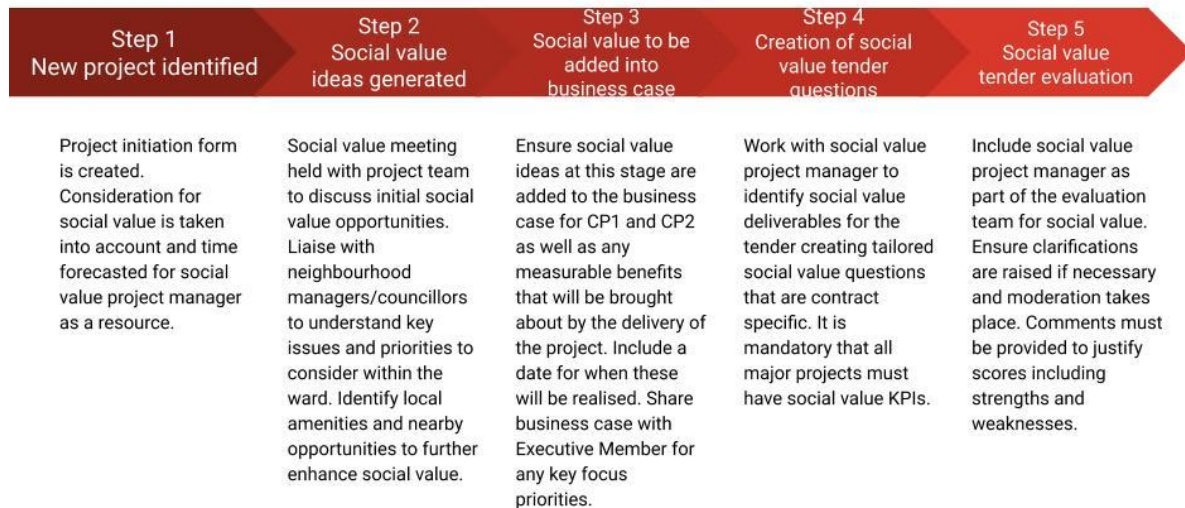 Step 1
New project identified
Step 2
Social value
ideas generated
Step 3
Social value to be
added into
business case
Step 4
Creation of social
value tender
questions
Step 5
Social value
tender evaluation
Project initiation form
is created.
Consideration for
social value is taken
into account and time
forecasted for social
value project manager
as a resource.
Social value meeting
held with project team
to discuss initial social
value opportunities.
Liaise with
neighbourhood
managers/councillors
to understand key
issues and priorities to
consider within the
ward. Identify local
amenities and nearby
opportunities to further
enhance social value.
Ensure social value
ideas at this stage are
added to the business
case for CP1 and CP2
as well as any
measurable benefits
that will be brought
about by the delivery of
the project. Include a
date for when these
will be realised. Share
business case with
Executive Member for
any key focus
priorities.
Work with social value
project manager to
identify social value
deliverables for the
tender creating tailored
social value questions
that are contract
specific. It is
mandatory that all
major projects must
have social value KPIs.
Include social value
project manager as
part of the evaluation
team for social value.
Ensure clarifications
are raised if necessary
and moderation takes
place. Comments must
be provided to justify
scores including
strengths and
weaknesses.